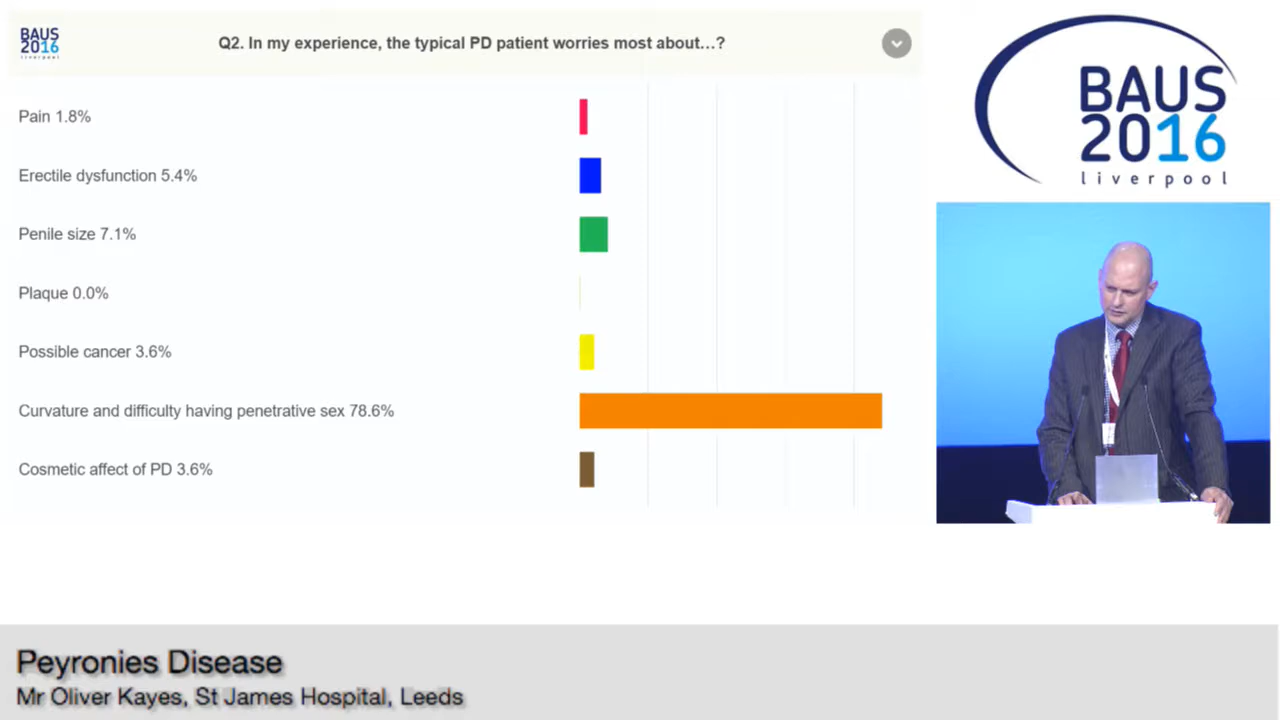 BAUS
2016
liverpool
Q2. In my experience, the typical PD patient worries most about…?
Pain 1.8%
Erectile dysfunction 5.4%
Penile size 7.1%
Plaque 0.0%
Possible cancer 3.6%
Curvature and difficulty having penetrative sex 78.6%
Cosmetic affect of PD 3.6%
BAUS
2016
liverpool
Peyronies Disease
Mr Oliver Kayes, St James Hospital, Leeds